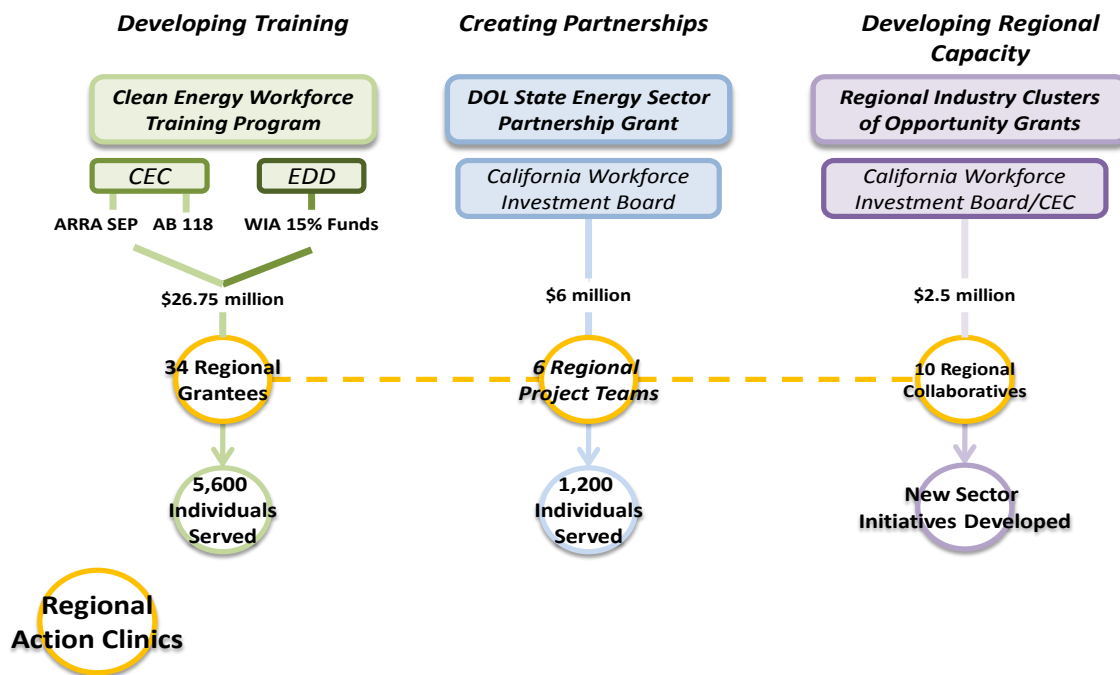 Developing Training
Creating Partnerships
Developing Regional
Capacity
Clean Energy Workforce
Training Program
DOL State Energy Sector
Partnership Grant
Regional Industry Clusters
of Opportunity Grants
CEC
EDD
California Workforce
Investment Board
California Workforce
Investment Board/CEC
ARRA SEP
AB 118
WIA 15% Funds
$26.75 million
$6 million
$2.5 million
34 Regional
Grantees
6 Regional
Project Teams
10 Regional
Collaboratives
5,600
Individuals
Served
1,200
Individuals
Served
New Sector
Initiatives Developed
Regional
Action Clinics